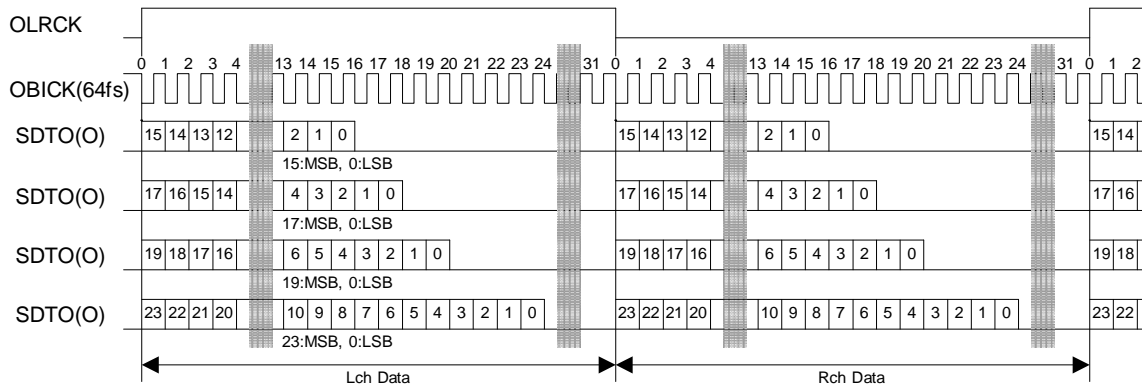 OLRCK
0 1 2 3 4 13 14 15 16 17 18 19 20 21 22 23 24 31 0 1 2 3 4 13 14 15 16 17 18 19 20 21 22 23 24 31 0 1 2
OBICK(64fs)
SDTO(O) 15 14 13 12 2 1 0 15 14 13 12 2 1 0 15 14
15:MSB, 0:LSB
SDTO(O) 17 16 15 14 4 3 2 1 0 17 16 15 14 4 3 2 1 0 17 16
17:MSB, 0:LSB
SDTO(O) 19 18 17 16 6 5 4 3 2 1 0 19 18 17 16 6 5 4 3 2 1 0 19 18
19:MSB, 0:LSB
SDTO(O) 23 22 21 20 10 9 8 7 6 5 4 3 2 1 0 23 22 21 20 10 9 8 7 6 5 4 3 2 1 0 23 22
23:MSB, 0:LSB
Lch Data Rch Data